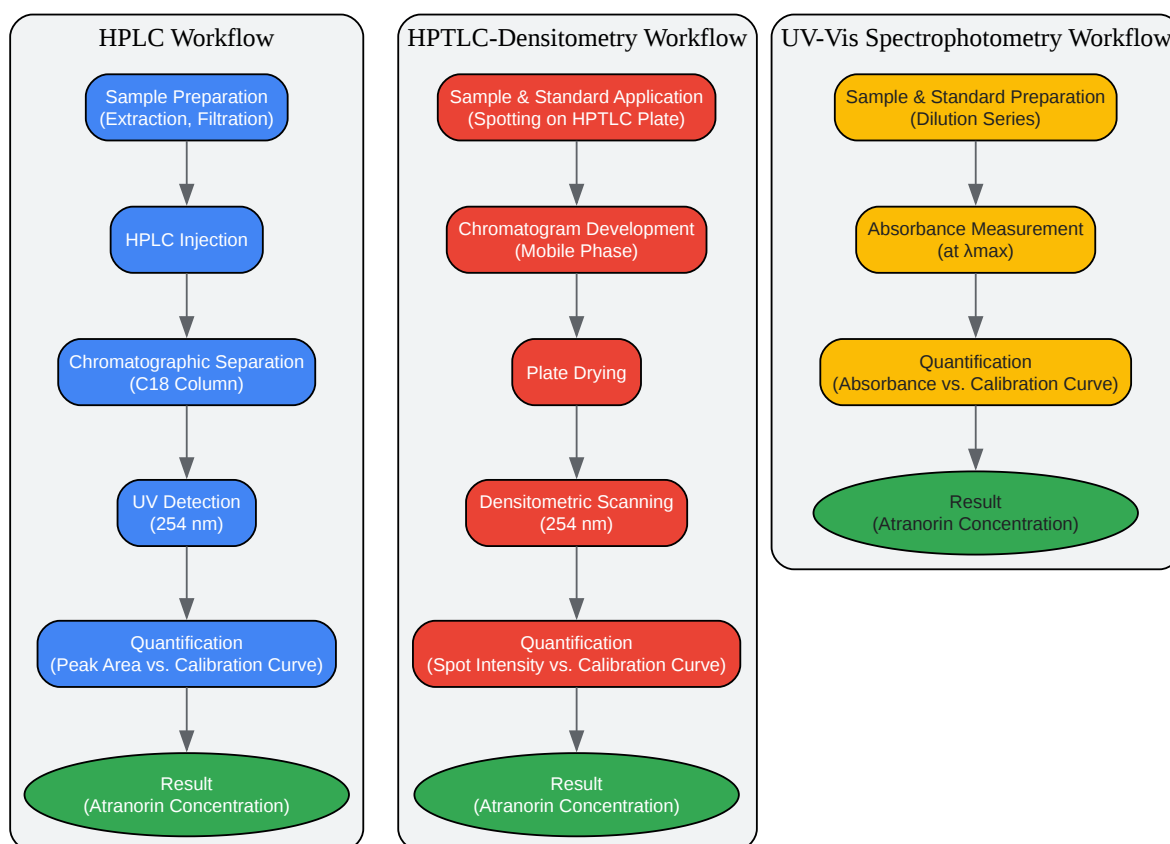 HPLC Workflow
Sample Preparation
(Extraction, Filtration)
HPLC Injection
Chromatographic Separation
(C18 Column)
UV Detection
(254 nm)
Quantification
(Peak Area vs. Calibration Curve)
Result
(Atranorin Concentration)
HPTLC-Densitometry Workflow
Sample & Standard Application
(Spotting on HPTLC Plate)
Chromatogram Development
(Mobile Phase)
Plate Drying
Densitometric Scanning
(254 nm)
Quantification
(Spot Intensity vs. Calibration Curve)
Result
(Atranorin Concentration)
UV-Vis Spectrophotometry Workflow
Sample & Standard Preparation
(Dilution Series)
Absorbance Measurement
(at λmax)
Quantification
(Absorbance vs. Calibration Curve)
Result
(Atranorin Concentration)